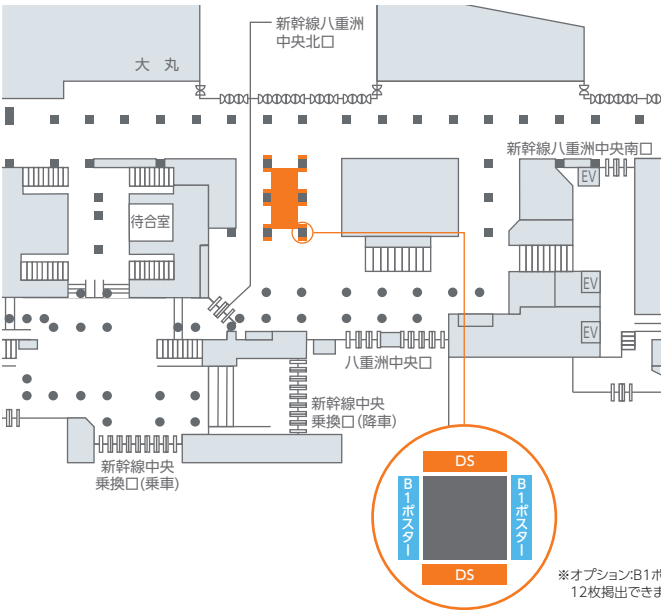 新幹線八重洲
中央北口
大 丸
新幹線八重洲中央南口
EV
待合室
EV
EV
八重洲中央口
新幹線中央
乗換口(降車)
新幹線中央
乗換口(乗車)
DS
B1ポスター
B1ポスター
DS
※オプション:B1ポ
12枚掲出できま